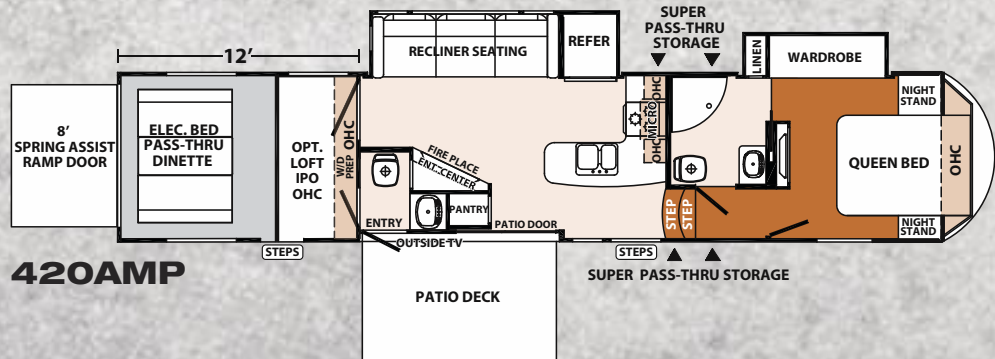 SUPER
PASS-THRU
STORAGE
12’
RECLINER SEATING
REFER
LINEN
WARDROBE
8’
SPRING ASSIST
RAMP DOOR
ELEC. BED
PASS-THRU
DINETTE
OPT.
LOFT
IPO
OHC
W/D PREP
OHC
FIRE PLACE
ENT. CENTER
OHC
MICRO
OHC
NIGHT
STAND
QUEEN BED
OHC
NIGHT
STAND
ENTRY
PANTRY
PATIO DOOR
OUTSIDE TV
STEP
STEP
STEPS
STEPS
SUPER PASS-THRU STORAGE
420AMP
PATIO DECK